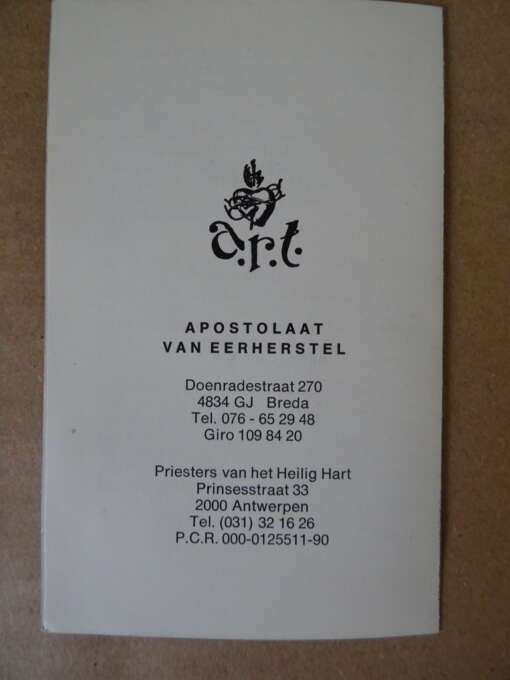 a.r.t.
APOSTOLAAT
VAN EERHERSTEL
Doenradestraat 270
4834 GJ Breda
Tel. 076 - 65 29 48
Giro 109 84 20
Priesters van het Heilig Hart
Prinsesstraat 33
2000 Antwerpen
Tel. (031) 32 16 26
P.C.R. 000-0125511-90